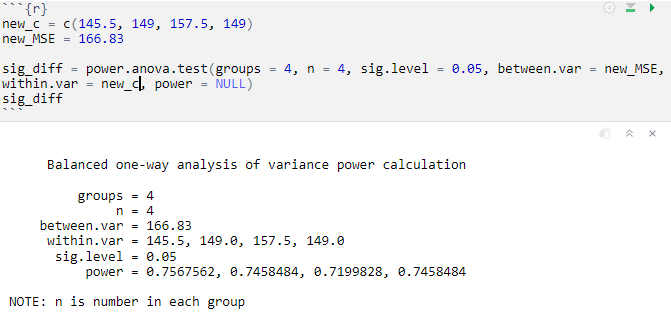 ```{r}
new_c = c(145.5, 149, 157.5, 149)
new_MSE = 166.83
sig_diff = power.anova.test(groups = 4, n = 4, sig.level = 0.05, between.var = new_MSE,
within.var = new_c, power = NULL)
sig_diff
```
Balanced one-way analysis of variance power calculation
groups = 4
n = 4
between.var = 166.83
within.var = 145.5, 149.0, 157.5, 149.0
sig.level = 0.05
power = 0.7567562, 0.7458484, 0.7199828, 0.7458484
NOTE: n is number in each group